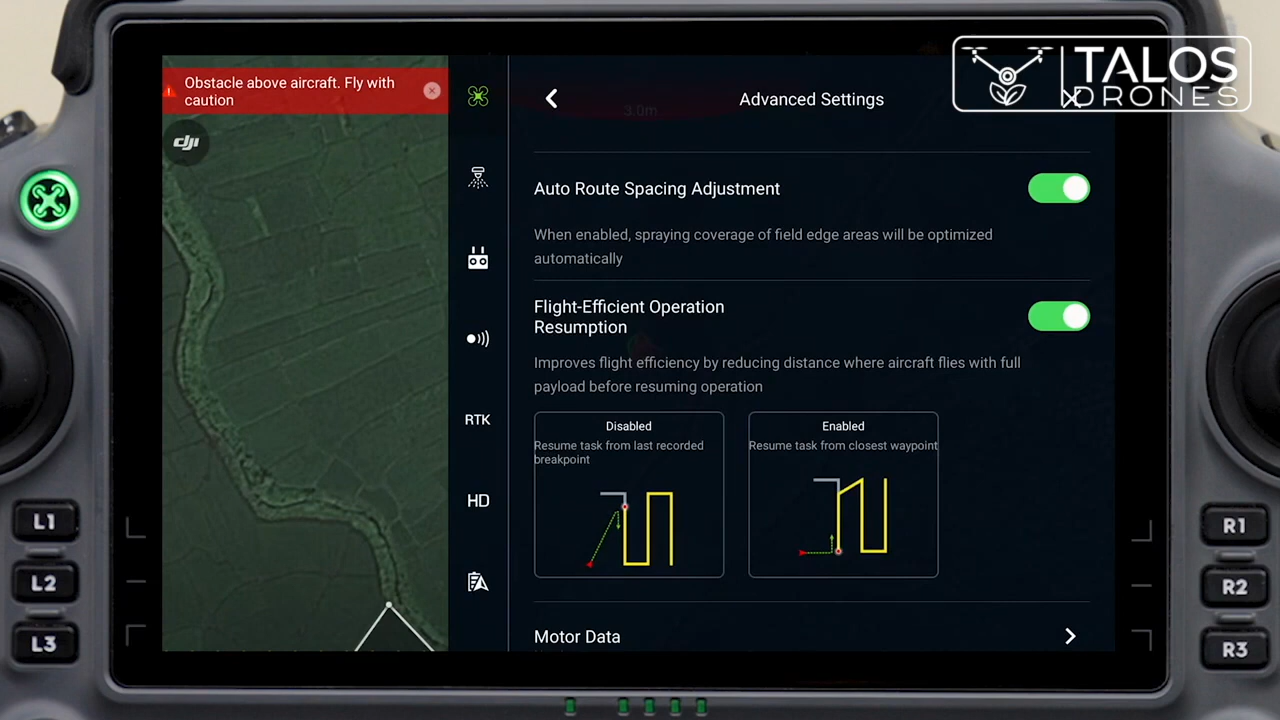 Obstacle above aircraft. Fly with
caution
dji
RTK
HD
Advanced Settings
TALOS
DRONES
3.0m
Auto Route Spacing Adjustment
When enabled, spraying coverage of field edge areas will be optimized
automatically
Flight-Efficient Operation
Resumption
Improves flight efficiency by reducing distance where aircraft flies with full
payload before resuming operation
Disabled
Resume task from last recorded
breakpoint
Enabled
Resume task from closest waypoint
Motor Data
L1
L2
L3
R1
R2
R3